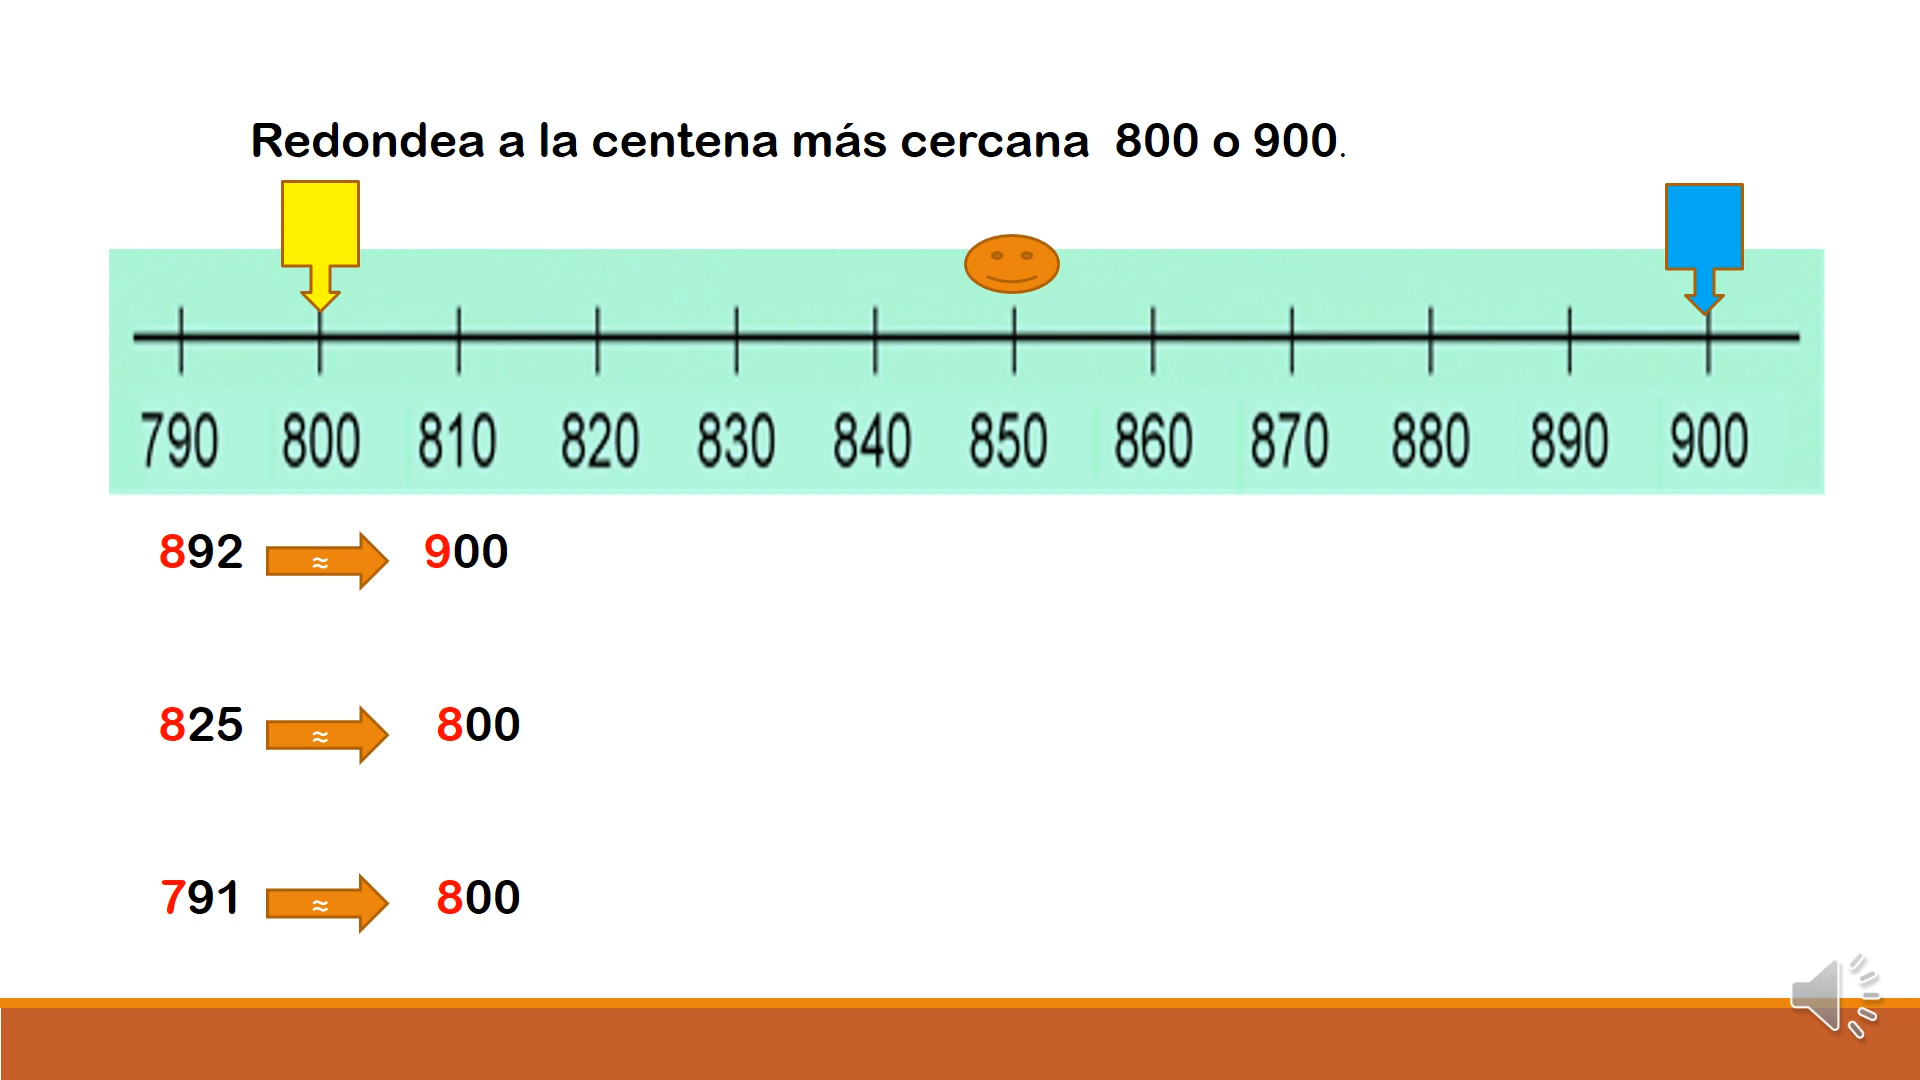 Redondea a la centena más cercana 800 o 900.
790 800 810 820 830 840 850 860 870 880 890 900
892 ≈ 900
825 ≈ 800
791 ≈ 800